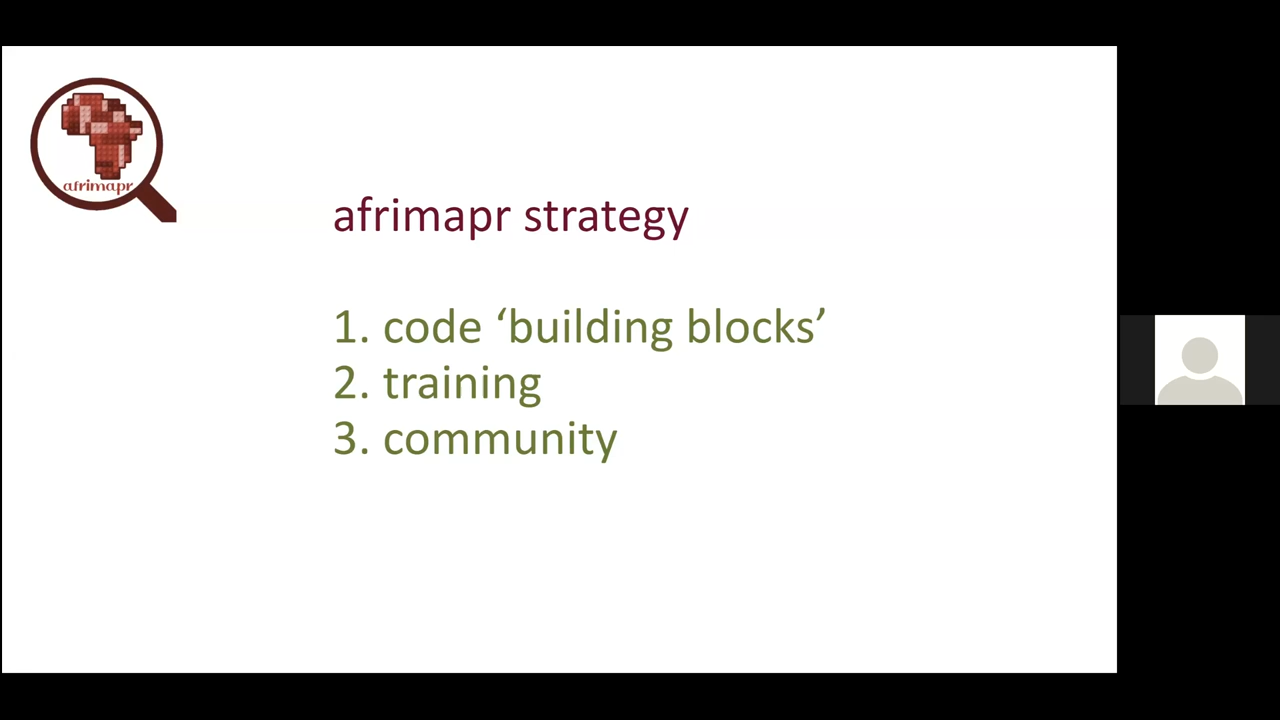 afrimapr
afrimapr strategy
1. code ‘building blocks’
2. training
3. community